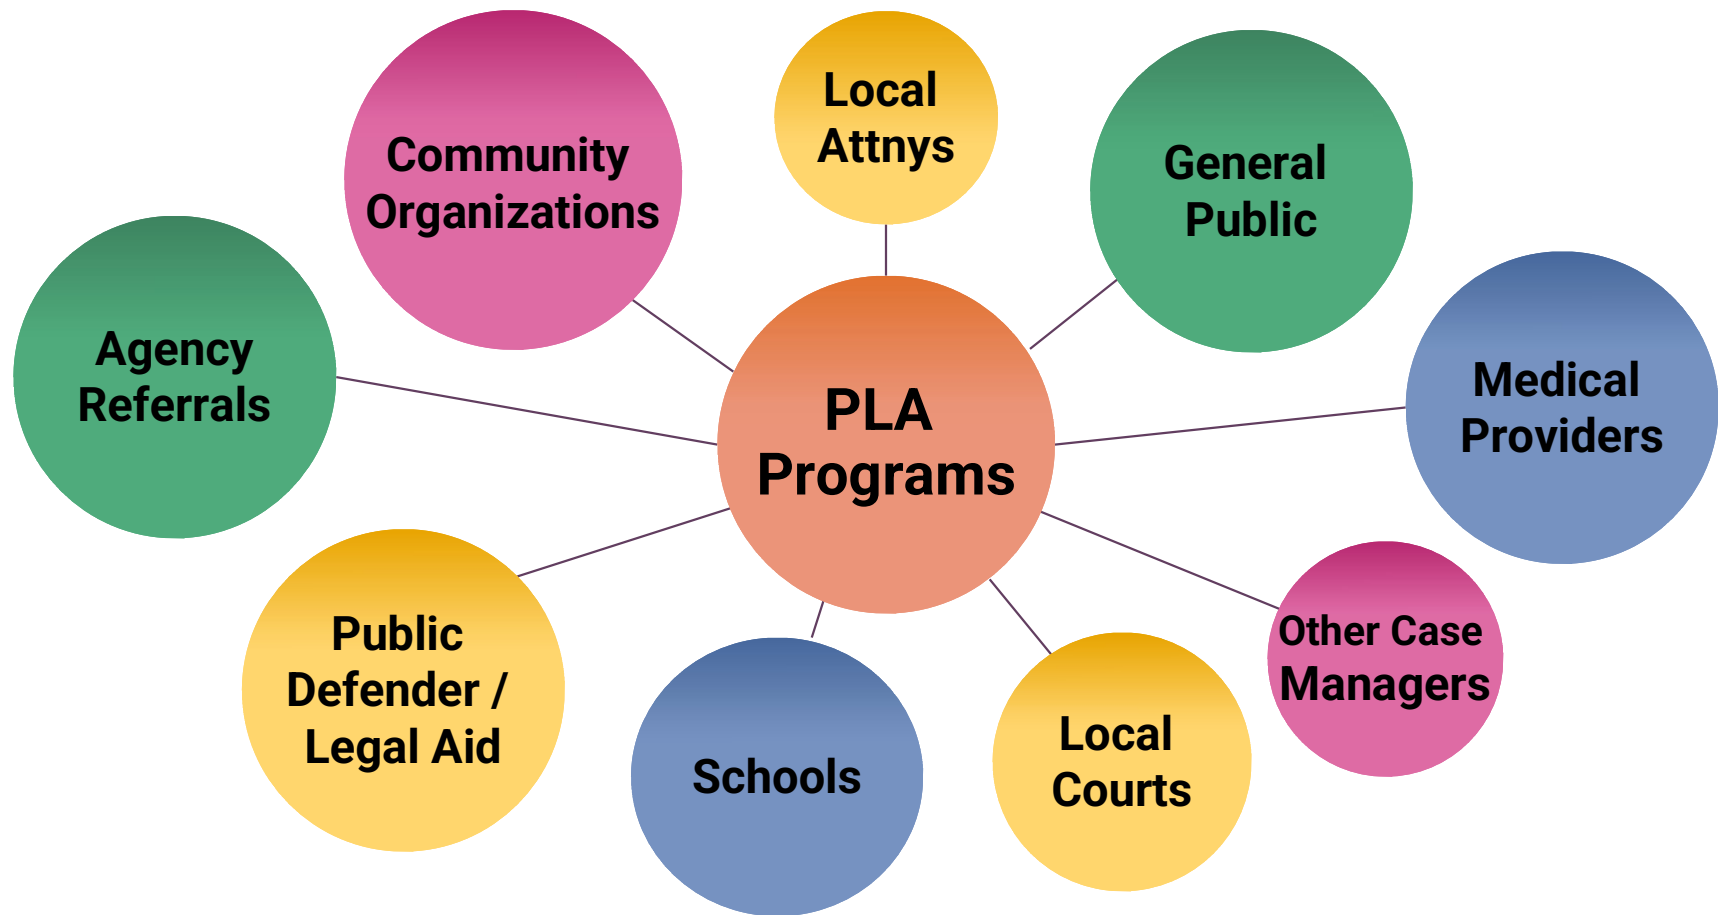 Local
Attnys
Community
Organizations
General
Public
Agency
Referrals
Medical
Providers
PLA
Programs
Public
Defender /
Legal Aid
Other Case
Managers
Schools
Local
Courts